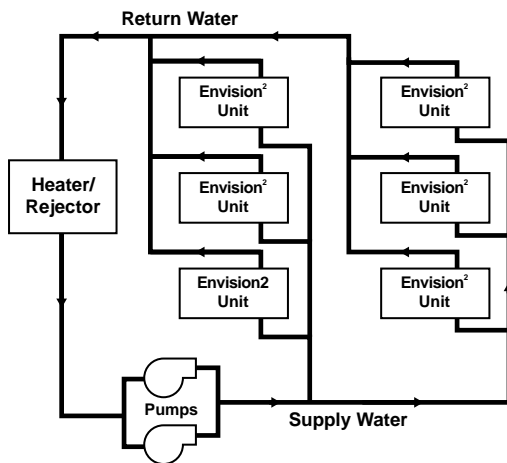 Return Water
Envision²
Unit
Envision²
Unit
Heater/
Rejector
Envision²
Unit
Envision²
Unit
Envision2
Unit
Envision²
Unit
Pumps
Supply Water